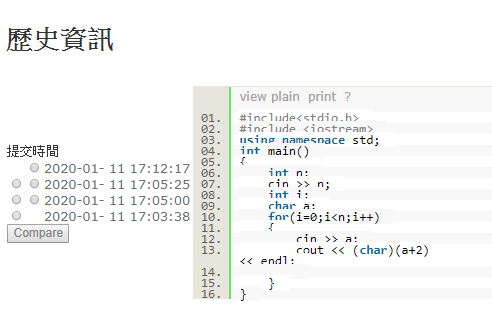 歷史資訊
提交時間
2020-01- 11 17:12:17
2020-01- 11 17:05:25
2020-01- 11 17:05:00
2020-01- 11 17:03:38
Compare
view plain print ?
01. #include<stdio.h>
02. #include <iostream>
03. using namespace std;
04. int main()
05. {
06. int n;
07. cin >> n;
08. int i;
09. char a;
10. for(i=0;i<n;i++)
11. {
12. cin >> a;
13. cout << (char)(a+2)
<< endl;
14.
15. }
16. }